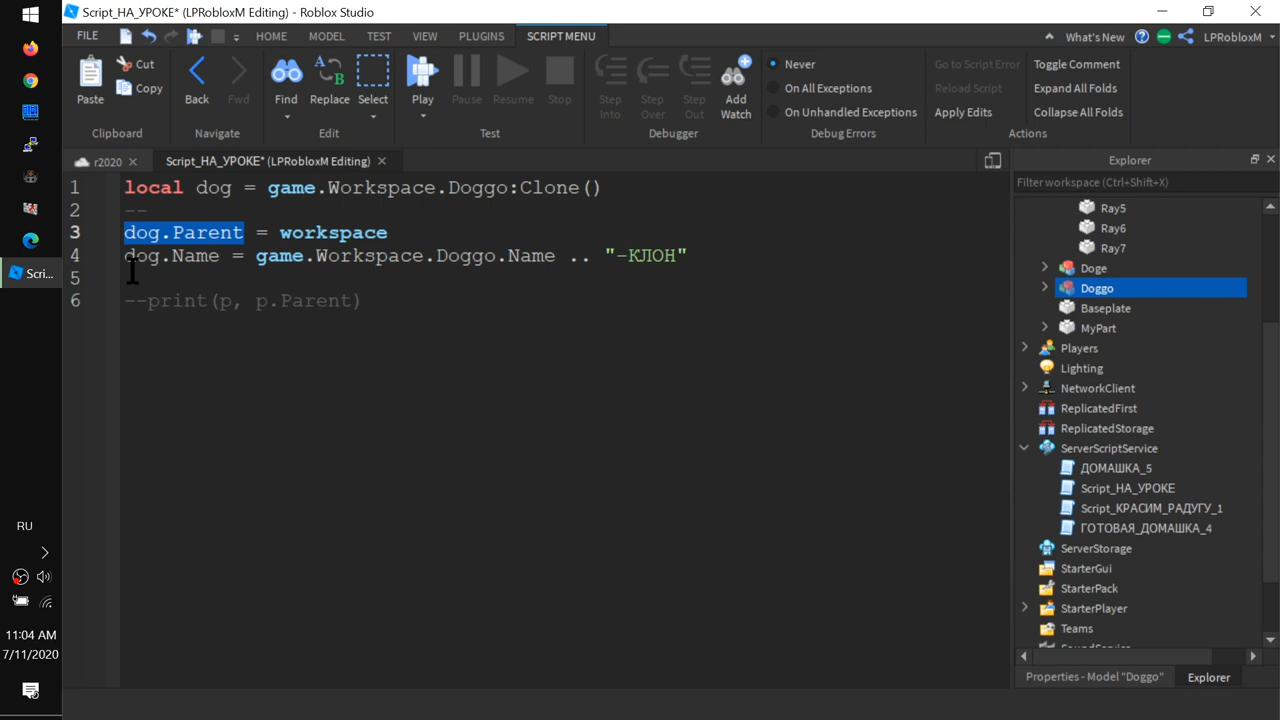 Script_НА_УРОКЕ* (LPRobloxM Editing) - Roblox Studio
FILE HOME MODEL TEST VIEW PLUGINS SCRIPT MENU What's New LPRobloxM
Paste Cut Copy Back Fwd Find Replace Select Play Pause Resume Stop Step Into Step Over Step Out Add Watch
Never Go to Script Error Toggle Comment
On All Exceptions Reload Script Expand All Folds
On Unhandled Exceptions Apply Edits Collapse All Folds
Clipboard Navigate Edit Test Debugger Debug Errors Actions
r2020 Script_НА_УРОКЕ* (LPRobloxM Editing) Explorer
Filter workspace (Ctrl+Shift+X)
1 local dog = game.Workspace.Doggo:Clone()
2 --
3 dog.Parent = workspace
4 dog.Name = game.Workspace.Doggo.Name .. "-КЛОН"
5
6 --print(p, p.Parent)
Ray5
Ray6
Ray7
Doge
Doggo
Baseplate
MyPart
Players
Lighting
NetworkClient
ReplicatedFirst
ReplicatedStorage
ServerScriptService
ДОМАШКА_5
Script_НА_УРОКЕ
Script_КРАСИМ_РАДУГУ_1
ГОТОВАЯ_ДОМАШКА_4
ServerStorage
StarterGui
StarterPack
StarterPlayer
Teams
SoundService
Properties - Model "Doggo" Explorer
Scri...
RU
11:04 AM
7/11/2020